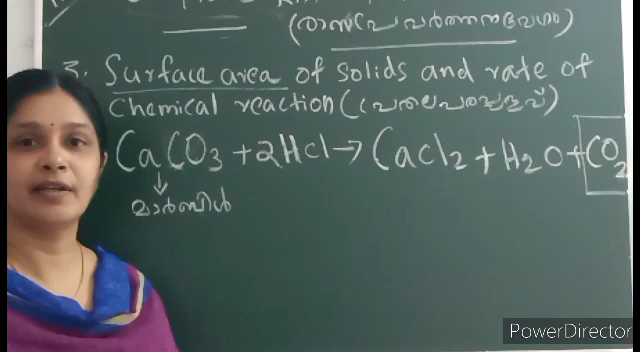 (രാസപ്രവർത്തനവേഗം)
3. Surface area of solids and rate of
Chemical reaction (പ്രതലപരപ്പളവ്)
CaCO3 + 2HCl → CaCl2 + H2O + CO2
↓
മാർബിൾ
PowerDirector